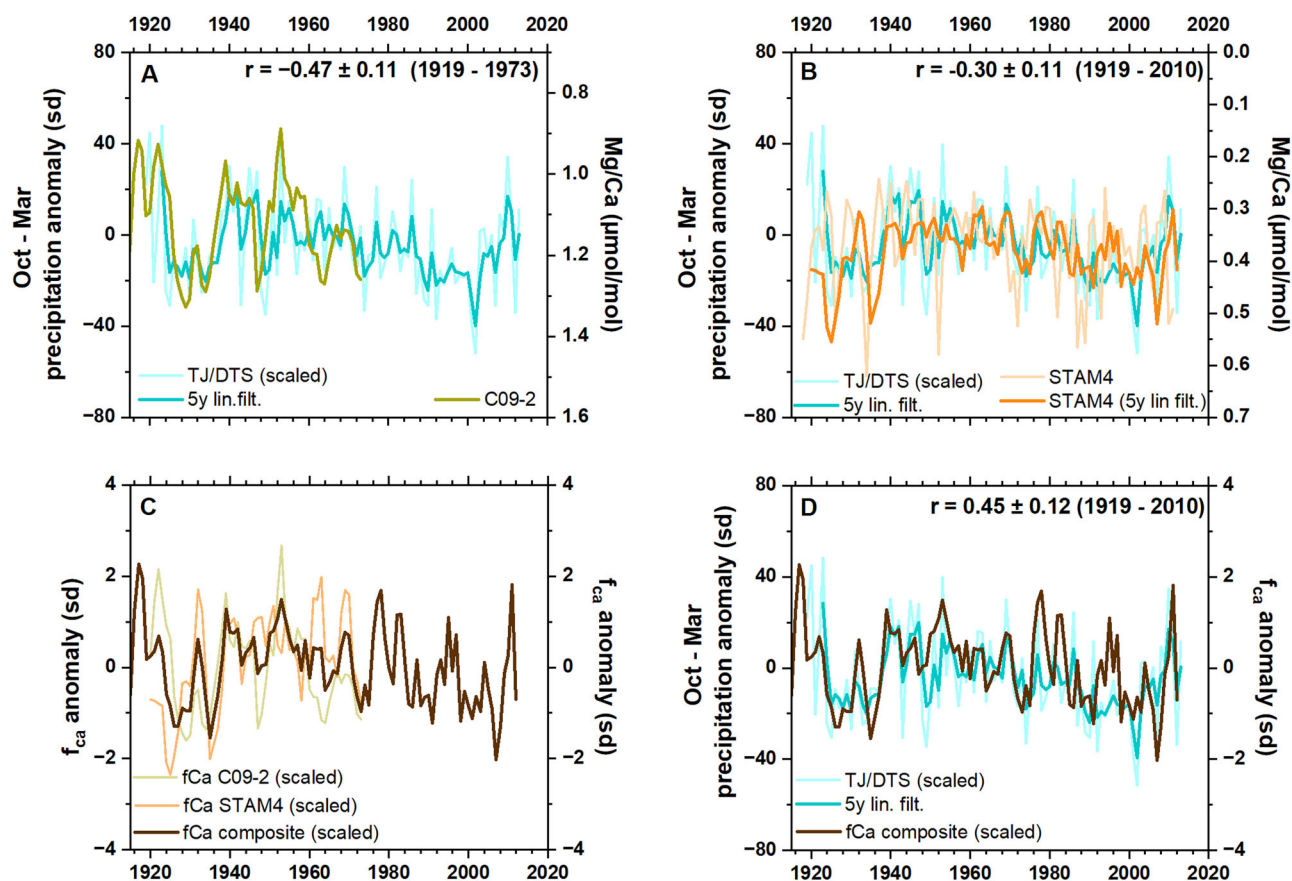 1920 1940 1960 1980 2000 2020
1920 1940 1960 1980 2000 2020
A
r = −0.47 ± 0.11 (1919 - 1973)
80
40
0
−40
−80
Oct - Mar
precipitation anomaly (sd)
0.8
1.0
1.2
1.4
1.6
Mg/Ca (μmol/mol)
TJ/DTS (scaled)
5y lin.filt.
C09-2
B
r = -0.30 ± 0.11 (1919 - 2010)
80
40
0
−40
−80
Oct - Mar
precipitation anomaly (sd)
0.0
0.1
0.2
0.3
0.4
0.5
0.6
0.7
Mg/Ca (μmol/mol)
TJ/DTS (scaled)
5y lin. filt.
STAM4
STAM4 (5y lin filt.)
C
4
2
0
−2
−4
fca anomaly (sd)
4
2
0
−2
−4
fca anomaly (sd)
fCa C09-2 (scaled)
fCa STAM4 (scaled)
fCa composite (scaled)
1920 1940 1960 1980 2000 2020
D
r = 0.45 ± 0.12 (1919 - 2010)
80
40
0
−40
−80
Oct - Mar
precipitation anomaly (sd)
4
2
0
−2
−4
fca anomaly (sd)
TJ/DTS (scaled)
5y lin. filt.
fCa composite (scaled)
1920 1940 1960 1980 2000 2020